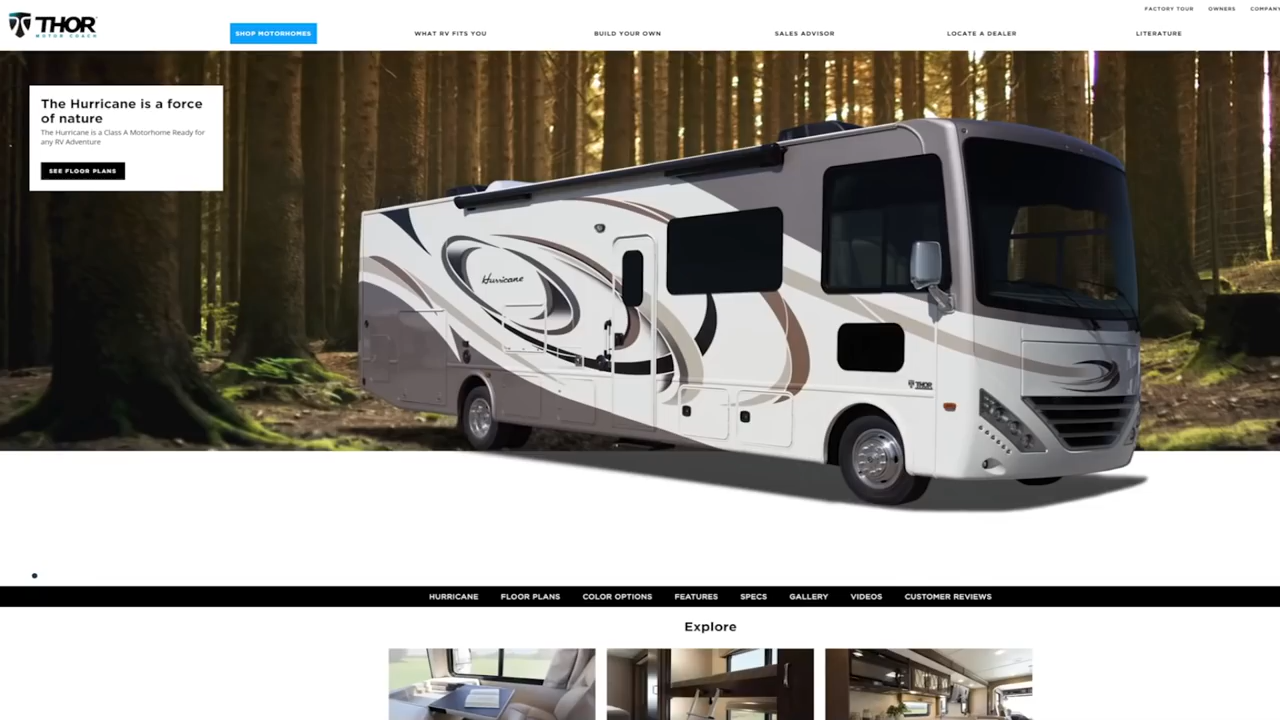 FACTORY TOUR
OWNERS
COMPANY
THOR
MOTOR COACH
SHOP MOTORHOMES
WHAT RV FITS YOU
BUILD YOUR OWN
SALES ADVISOR
LOCATE A DEALER
LITERATURE
The Hurricane is a force
of nature
The Hurricane is a Class A Motorhome Ready for
any RV Adventure
SEE FLOOR PLANS
Hurricane
THOR
HURRICANE
FLOOR PLANS
COLOR OPTIONS
FEATURES
SPECS
GALLERY
VIDEOS
CUSTOMER REVIEWS
Explore